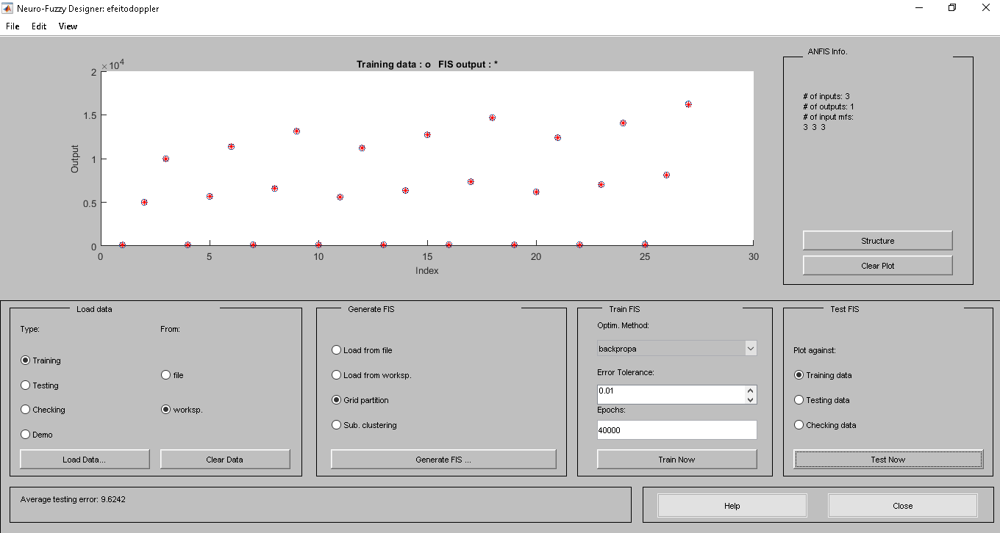 Neuro-Fuzzy Designer: efeitodoppler
File Edit View
Training data : o FIS output : *
×10⁴
2
1.5
1
0.5
0
Output
0 5 10 15 20 25 30
Index
ANFIS Info.
# of inputs: 3
# of outputs: 1
# of input mfs:
3 3 3
Structure
Clear Plot
Load data
Type:
From:
Training
Testing
Checking
Demo
file
worksp.
Load Data...
Clear Data
Generate FIS
Load from file
Load from worksp.
Grid partition
Sub. clustering
Generate FIS ...
Train FIS
Optim. Method:
backpropa
Error Tolerance:
0.01
Epochs:
40000
Train Now
Test FIS
Plot against:
Training data
Testing data
Checking data
Test Now
Average testing error: 9.6242
Help
Close